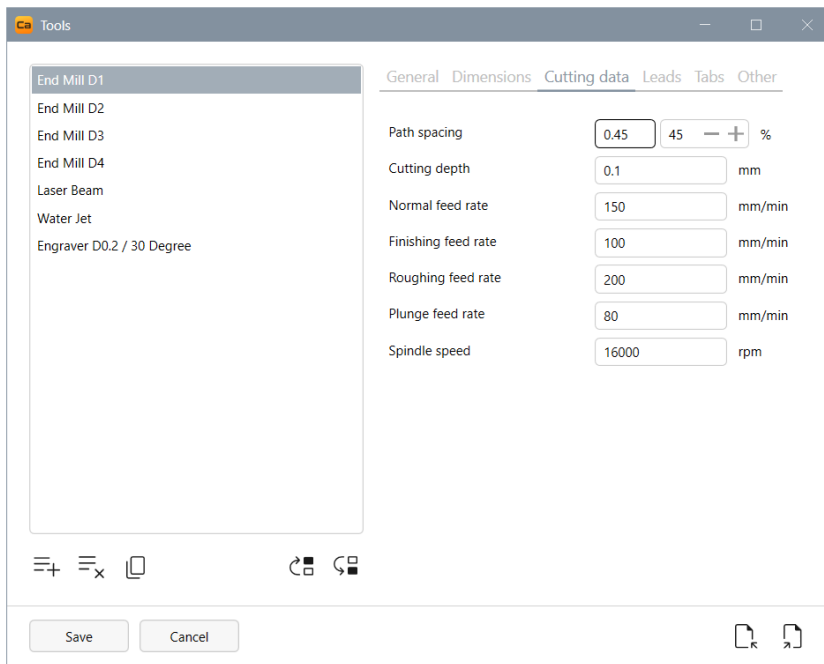 Ca Tools
End Mill D1
End Mill D2
End Mill D3
End Mill D4
Laser Beam
Water Jet
Engraver D0.2 / 30 Degree
General Dimensions Cutting data Leads Tabs Other
Path spacing 0.45 45 %
Cutting depth 0.1 mm
Normal feed rate 150 mm/min
Finishing feed rate 100 mm/min
Roughing feed rate 200 mm/min
Plunge feed rate 80 mm/min
Spindle speed 16000 rpm
Save Cancel